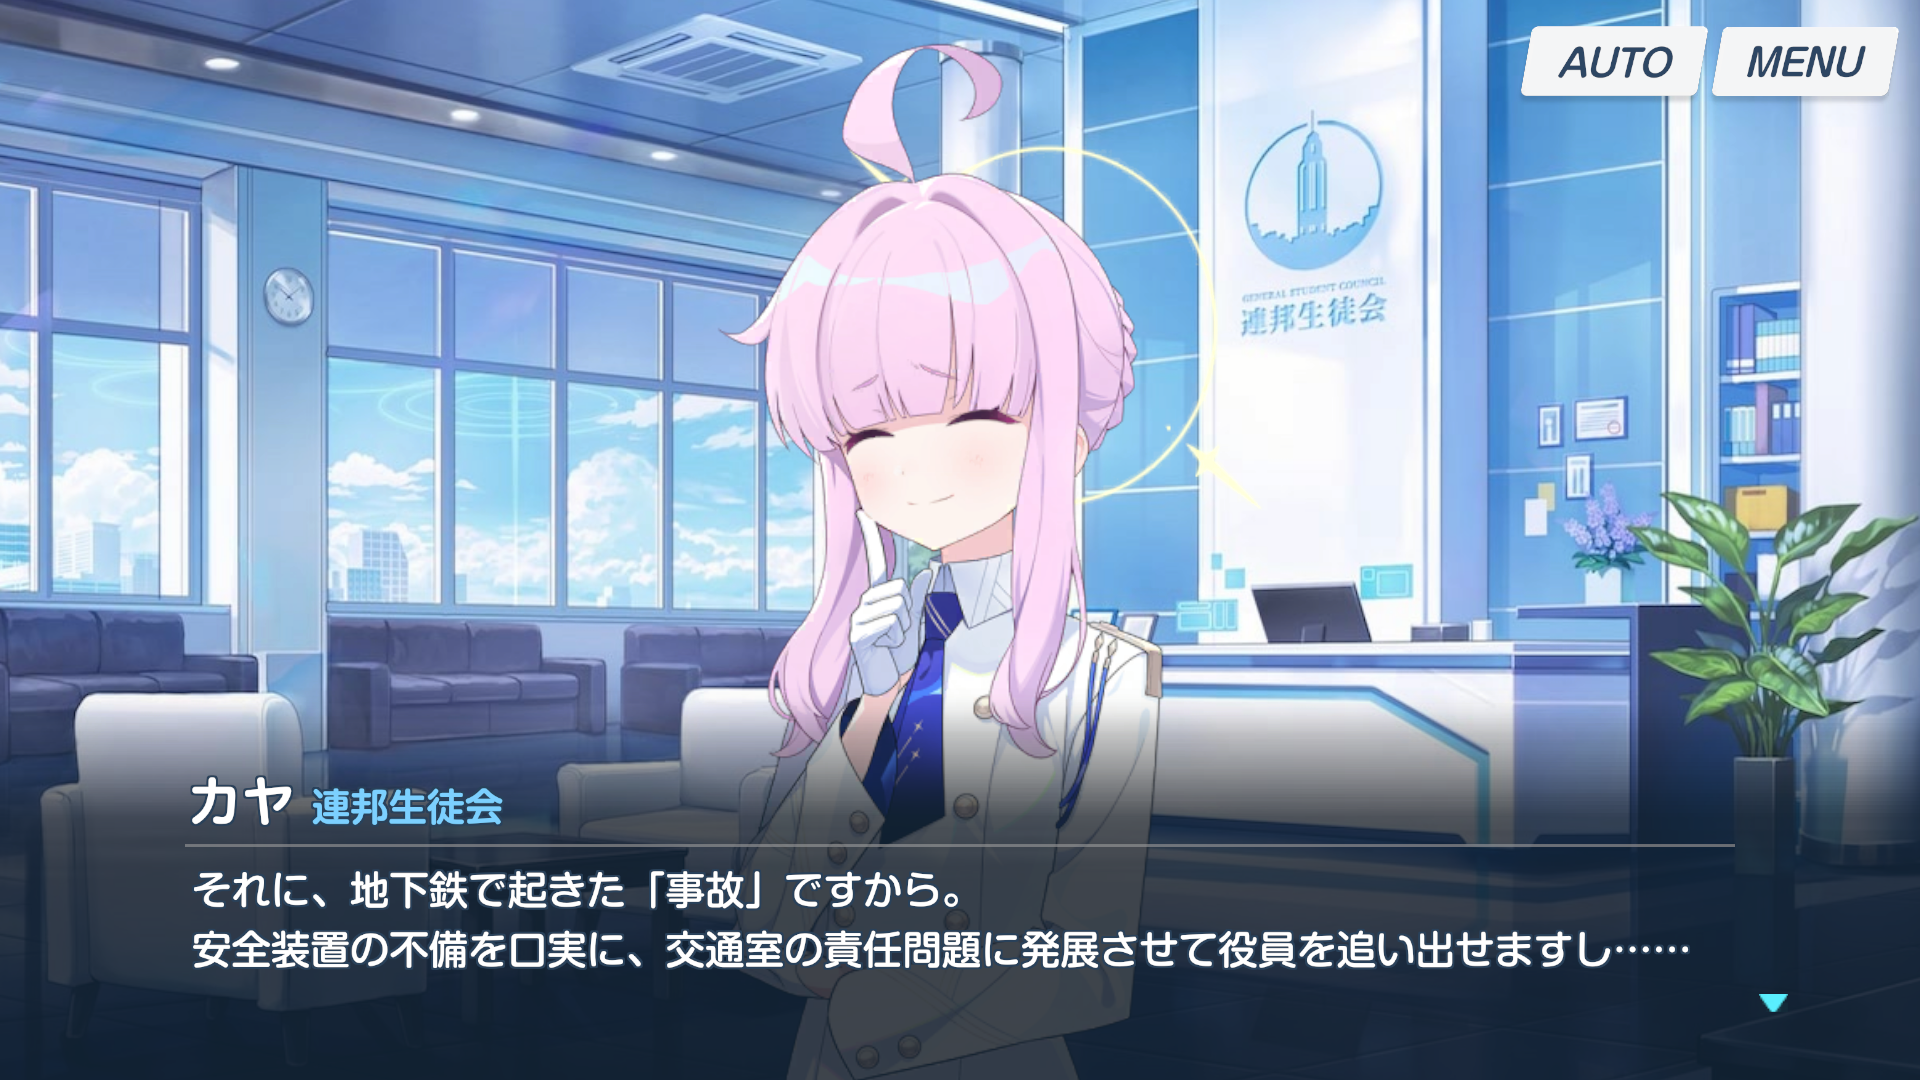 AUTO
MENU
GENERAL STUDENT COUNCIL
連邦生徒会
カヤ 連邦生徒会
それに、地下鉄で起きた「事故」ですから。
安全装置の不備を口実に、交通室の責任問題に発展させて役員を追い出せますし……